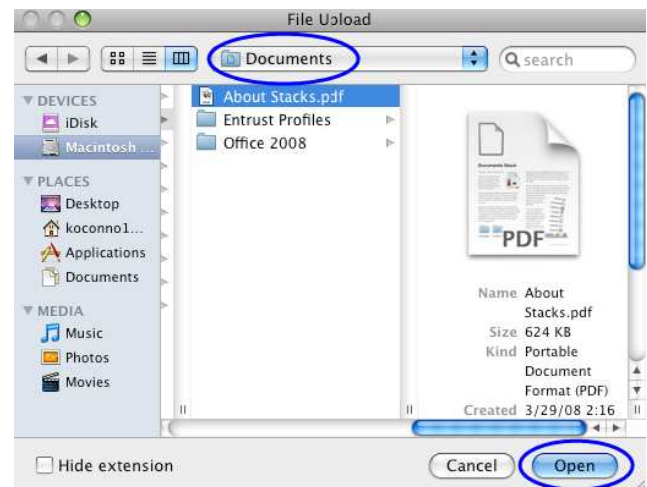 File Upload
Documents
search
DEVICES
iDisk
Macintosh ...
PLACES
Desktop
koconno1...
Applications
Documents
MEDIA
Music
Photos
Movies
About Stacks.pdf
Entrust Profiles
Office 2008
PDF
Name About
Stacks.pdf
Size 624 KB
Kind Portable
Document
Format (PDF)
Created 3/29/08 2:16
Hide extension
Cancel
Open